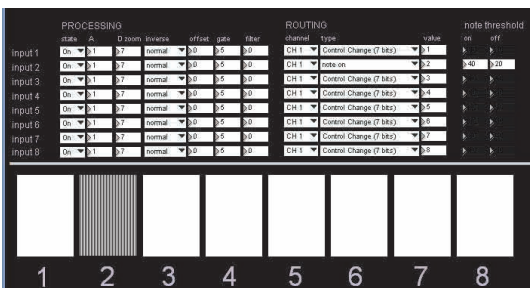 PROCESSING ROUTING note threshold
state A D zoom inverse offset gate filter channel type value on off
input 1 On 1 7 normal 0 5 0 CH 1 Control Change (7 bits) 1
input 2 On 1 7 normal 0 5 0 CH 1 note on 2 40 20
input 3 On 1 7 normal 0 5 0 CH 1 Control Change (7 bits) 3
input 4 On 1 7 normal 0 5 0 CH 1 Control Change (7 bits) 4
input 5 On 1 7 normal 0 5 0 CH 1 Control Change (7 bits) 5
input 6 On 1 7 normal 0 5 0 CH 1 Control Change (7 bits) 6
input 7 On 1 7 normal 0 5 0 CH 1 Control Change (7 bits) 7
input 8 On 1 7 normal 0 5 0 CH 1 Control Change (7 bits) 8
1 2 3 4 5 6 7 8